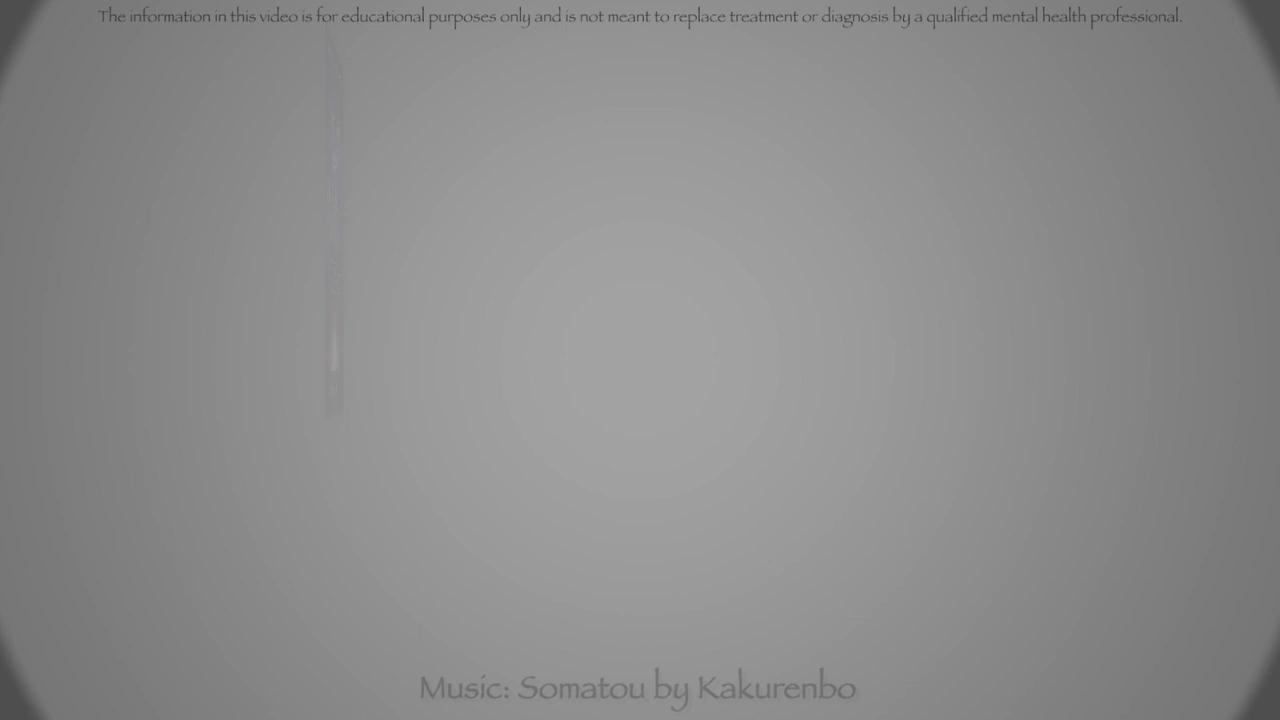 The information in this video is for educational purposes only and is not meant to replace treatment or diagnosis by a qualified mental health professional.
Music: Somatou by Kakurenbo